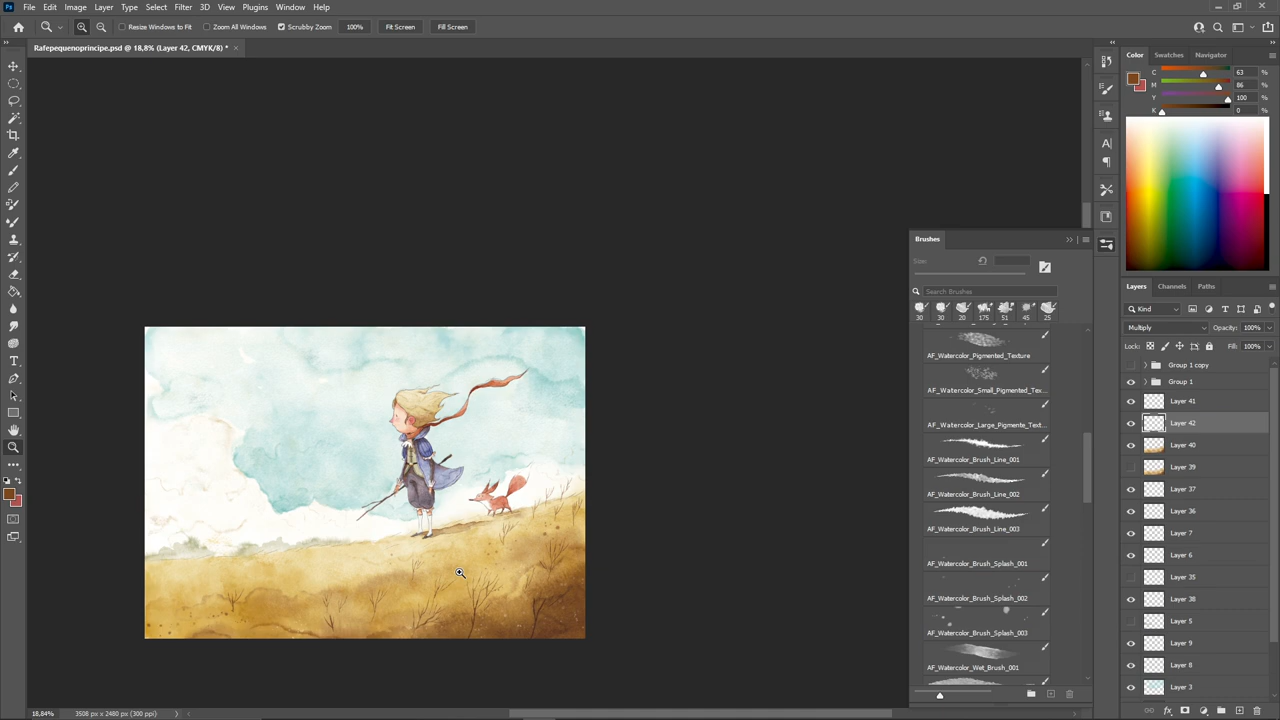 Ps File Edit Image Layer Type Select Filter 3D View Plugins Window Help
Resize Windows to Fit Zoom All Windows Scrubby Zoom 100% Fit Screen Fill Screen
Rafepequenoprincipe.psd @ 18,8% (Layer 42, CMYK/8) * ×
Color Swatches Navigator
C 63 %
M 86 %
Y 100 %
K 0 %
Brushes
Size:
Search Brushes
30 30 20 175 51 45 25
AF_Watercolor_Pigmented_Texture
AF_Watercolor_Small_Pigmented_Tex...
AF_Watercolor_Large_Pigmente_Text...
AF_Watercolor_Brush_Line_001
AF_Watercolor_Brush_Line_002
AF_Watercolor_Brush_Line_003
AF_Watercolor_Brush_Splash_001
AF_Watercolor_Brush_Splash_002
AF_Watercolor_Brush_Splash_003
AF_Watercolor_Wet_Brush_001
Layers Channels Paths
Kind
Multiply Opacity: 100%
Lock: Fill: 100%
Group 1 copy
Group 1
Layer 41
Layer 42
Layer 40
Layer 39
Layer 37
Layer 36
Layer 7
Layer 6
Layer 35
Layer 38
Layer 5
Layer 9
Layer 8
Layer 3
18,84% 3508 px x 2480 px (300 ppi)